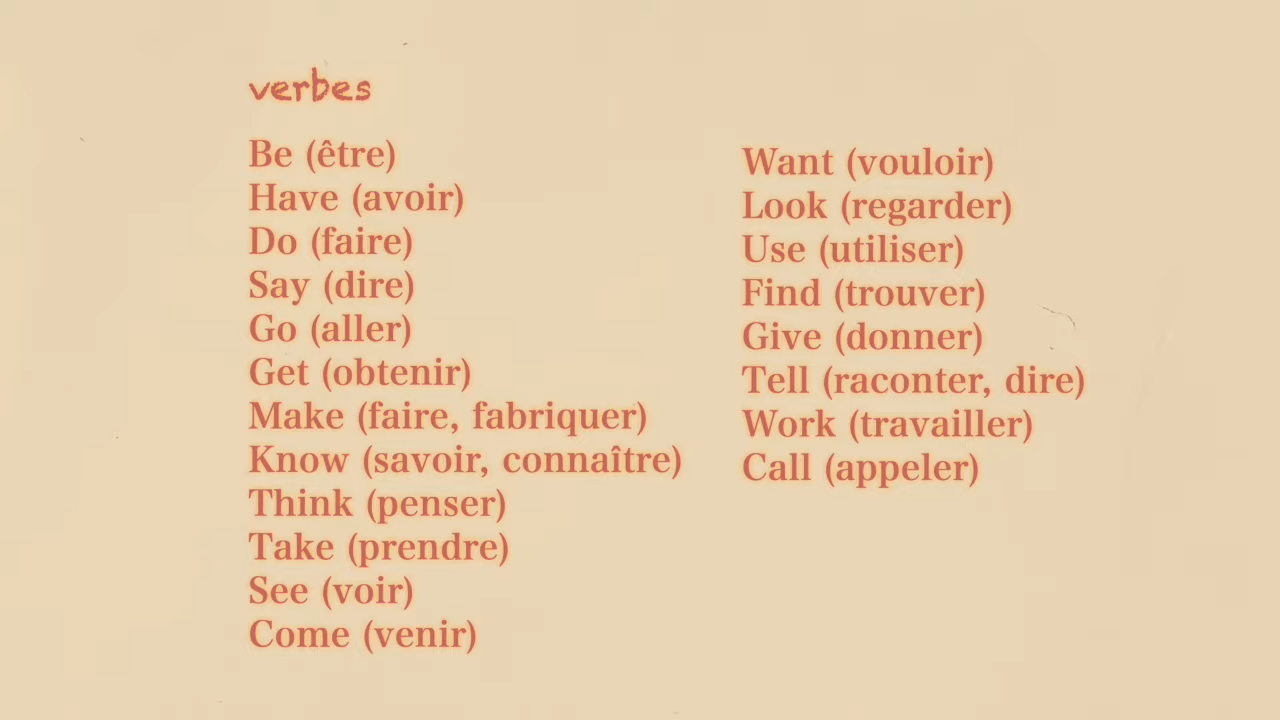 verbes
Be (être)
Have (avoir)
Do (faire)
Say (dire)
Go (aller)
Get (obtenir)
Make (faire, fabriquer)
Know (savoir, connaître)
Think (penser)
Take (prendre)
See (voir)
Come (venir)
Want (vouloir)
Look (regarder)
Use (utiliser)
Find (trouver)
Give (donner)
Tell (raconter, dire)
Work (travailler)
Call (appeler)